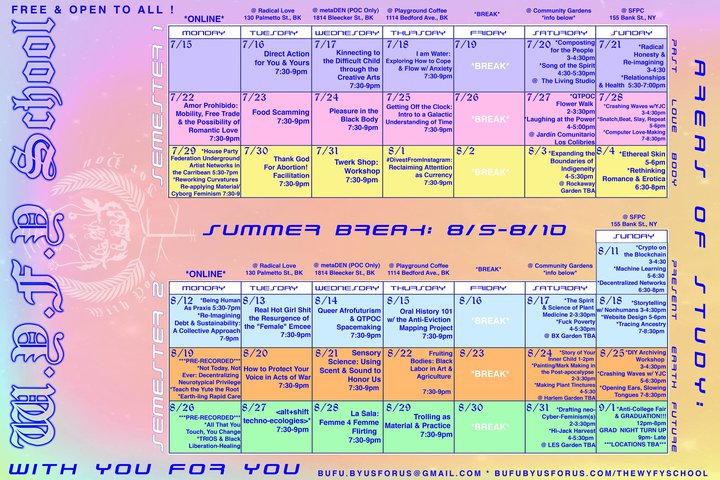 FREE & OPEN TO ALL !
W.Y.F.Y School
SEMESTER 1
*ONLINE*
@ Radical Love
130 Palmetto St., BK
@ metaDEN (POC Only)
1814 Bleecker St., BK
@ Playground Coffee
1114 Bedford Ave., BK
*BREAK*
@ Community Gardens
*info below*
@ SFPC
155 Bank St., NY
MONDAY
TUESDAY
WEDNESDAY
THURSDAY
FRIDAY
SATURDAY
SUNDAY
7/15
7/16
Direct Action
for You & Yours
7:30-9pm
7/17
Kinnecting to
the Difficult Child
through the
Creative Arts
7:30-9pm
7/18
I am Water:
Exploring How to Cope
& Flow w/ Anxiety
7:30-9pm
7/19
*BREAK*
7/20 *Composting
for the People
3-4:30pm
*Song of the Spirit
4:30-5:30pm
@ The Living Studio
7/21 *Radical
Honesty &
Re-imagining
3-4:30
*Relationships
& Health 5:30-7:00pm
7/22
Amor Prohibido:
Mobility, Free Trade
& the Possibility of
Romantic Love
7:30-9pm
7/23
Food Scamming
7:30-9pm
7/24
Pleasure in the
Black Body
7:30-9pm
7/25
Getting Off the Clock:
Intro to a Galactic
Understanding of Time
7:30-9pm
7/26
*BREAK*
7/27 *QTPOC
Flower Walk
2-3:30pm
*Laughing at the Power
4-5:00pm
@ Jardín Comunitario
Los Colibries
7/28
*Crashing Waves w/YJC
3-4:30pm
*Snatch,Beat, Slay, Repeat
5-6pm
*Computer Love-Making
7-8:30pm
7/29 *House Party
Federation Underground
Artist Networks in
the Carribean 5:30-7pm
*Reworking Curvatures
Re-applying Material/
Cyborg Feminism 7:30-9
7/30
Thank God
For Abortion!
Facilitation
7:30-9pm
7/31
Twerk Shop:
Workshop
7:30-9pm
8/1
#DivestFromInstagram:
Reclaiming Attention
as Currency
7:30-9pm
8/2
*BREAK*
8/3 *Expanding the
Boundaries of
Indigeneity
4-5:30pm
@ Rockaway
Garden TBA
8/4 *Ethereal Skin
5-6pm
*Rethinking
Romance & Erotica
6:30-8pm
PAST
LOVE
BODY
AREAS OF STUDY:
SUMMER BREAK: 8/5-8/10
SEMESTER 2
*ONLINE*
@ Radical Love
130 Palmetto St., BK
@ metaDEN (POC Only)
1814 Bleecker St., BK
@ Playground Coffee
1114 Bedford Ave., BK
*BREAK*
@ Community Gardens
*info below*
@ SFPC
155 Bank St., NY
SUNDAY
8/11 *Crypto on
the Blockchain
3-4:30
*Machine Learning
5-6:30
*Decentralized Networks
6:30-8pm
MONDAY
TUESDAY
WEDNESDAY
THURSDAY
FRIDAY
SATURDAY
8/12 *Being Human
As Praxis 5:30-7pm
*Re-Imagining
Debt & Sustainability:
A Collective Approach
7-9pm
8/13
Real Hot Girl Shit
the Resurgence of
the "Female" Emcee
7:30-9pm
8/14
Queer Afrofuturism
& QTPOC
Spacemaking
7:30-9pm
8/15
Oral History 101
w/ the Anti-Eviction
Mapping Project
7:30-9pm
8/16
*BREAK*
8/17 *The Spirit
& Science of Plant
Medicine 2-3:30pm
*Fuck Poverty
4-5:30pm
@ BX Garden TBA
8/18 *Storytelling
w/ Nonhumans 3-4:30pm
*Website Design 5-6pm
*Tracing Ancestry
7-8:30pm
8/19
***PRE-RECORDED***
*Not Today, Not
Ever: Decentralizing
Neurotypical Privilege
*Teach the Yute the Root
*Earth-ling Rapid Care
8/20
How to Protect Your
Voice in Acts of War
7:30-9pm
8/21 Sensory
Science: Using
Scent & Sound to
Honor Us
7:30-9pm
8/22 Fruiting
Bodies: Black
Labor in Art &
Agriculture
7:30-9pm
8/23
*BREAK*
8/24 *Story of Your
Inner Child 1-2pm
*Painting/Mark Making in
the Post-apocalypse
2-3:30pm
*Making Plant Tinctures
4-5:30
@ Harlem Garden TBA
8/25 *DIY Archiving
Workshop
3-4:30pm
*Crashing Waves w/ YJC
5-6:30pm
*Opening Ears, Slowing
Tongues 7-8:30pm
8/26
***PRE-RECORDED***
*All That You
Touch, You Change
*TRIOS & Black
Liberation-Healing
8/27
<alt+shift
techno-ecologies>
7:30-9pm
8/28
La Sala:
Femme 4 Femme
Flirting
7:30-9pm
8/29
Trolling as
Material & Practice
7:30-9pm
8/30
*BREAK*
8/31 *Drafting neo-
Cyber-Feminism(s)
2-3:30pm
*Hi-Jack Harvest
4-5:30pm
@ LES Garden TBA
9/1 *Anti-College Fair
& GRADUATION!!!
12pm-8pm
GRAD NIGHT TURN UP
9pm- Late
***LOCATIONS TBA***
PRESENT
EARTH
FUTURE
WITH YOU FOR YOU
BUFU.BYUSFORUS@GMAIL.COM * BUFUBYUSFORUS.COM/THEWYFYSCHOOL